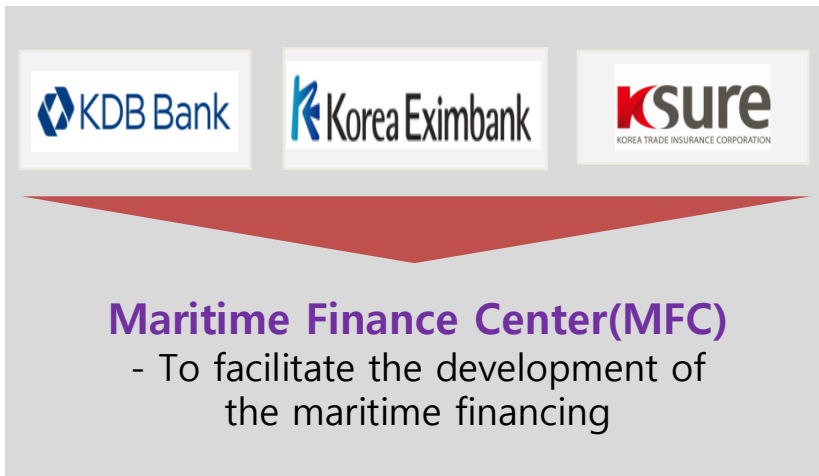 KDB Bank
Korea Eximbank
Ksure
KOREA TRADE INSURANCE CORPORATION
Maritime Finance Center(MFC)
- To facilitate the development of
the maritime financing